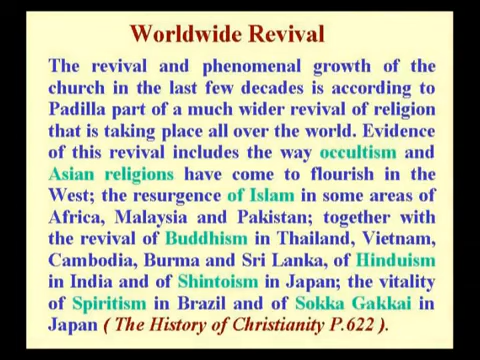 Worldwide Revival
The revival and phenomenal growth of the
church in the last few decades is according to
Padilla part of a much wider revival of religion
that is taking place all over the world. Evidence
of this revival includes the way occultism and
Asian religions have come to flourish in the
West; the resurgence of Islam in some areas of
Africa, Malaysia and Pakistan; together with
the revival of Buddhism in Thailand, Vietnam,
Cambodia, Burma and Sri Lanka, of Hinduism
in India and of Shintoism in Japan; the vitality
of Spiritism in Brazil and of Sokka Gakkai in
Japan ( The History of Christianity P.622 ).